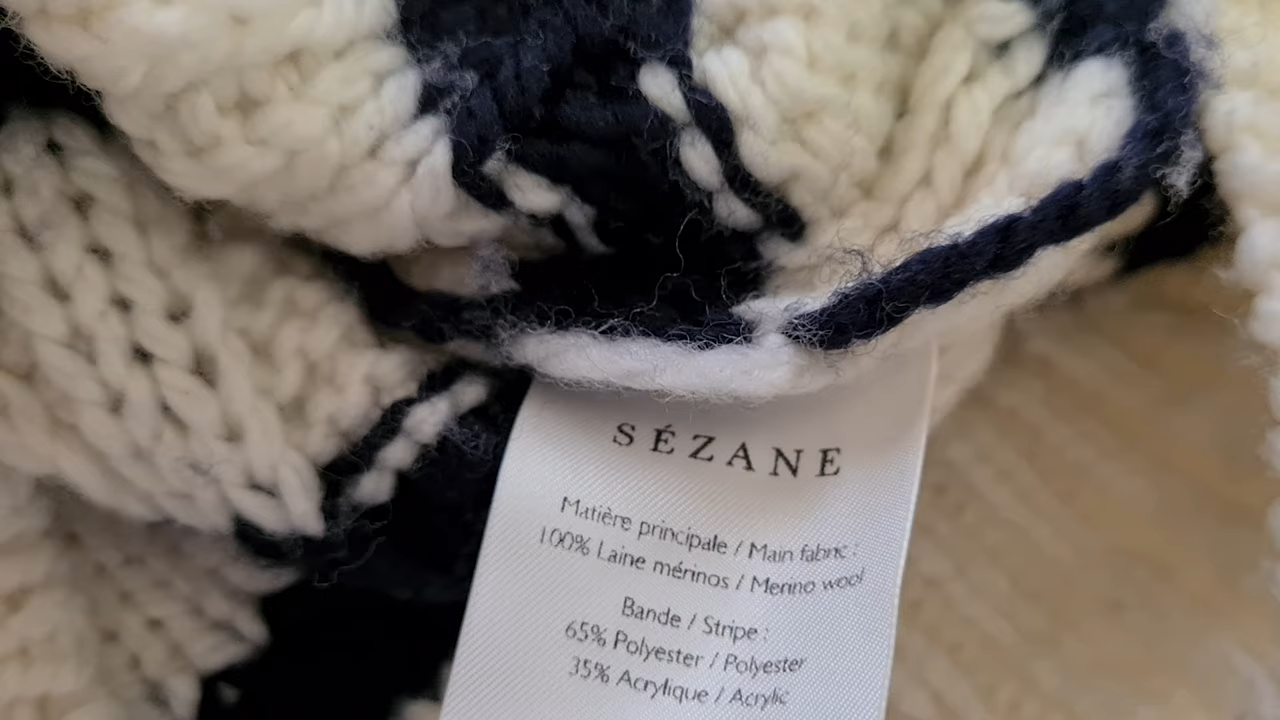 SÉZANE
Matière principale / Main fabric :
100% Laine mérinos / Merino wool
Bande / Stripe :
65% Polyester / Polyester
35% Acrylique / Acrylic